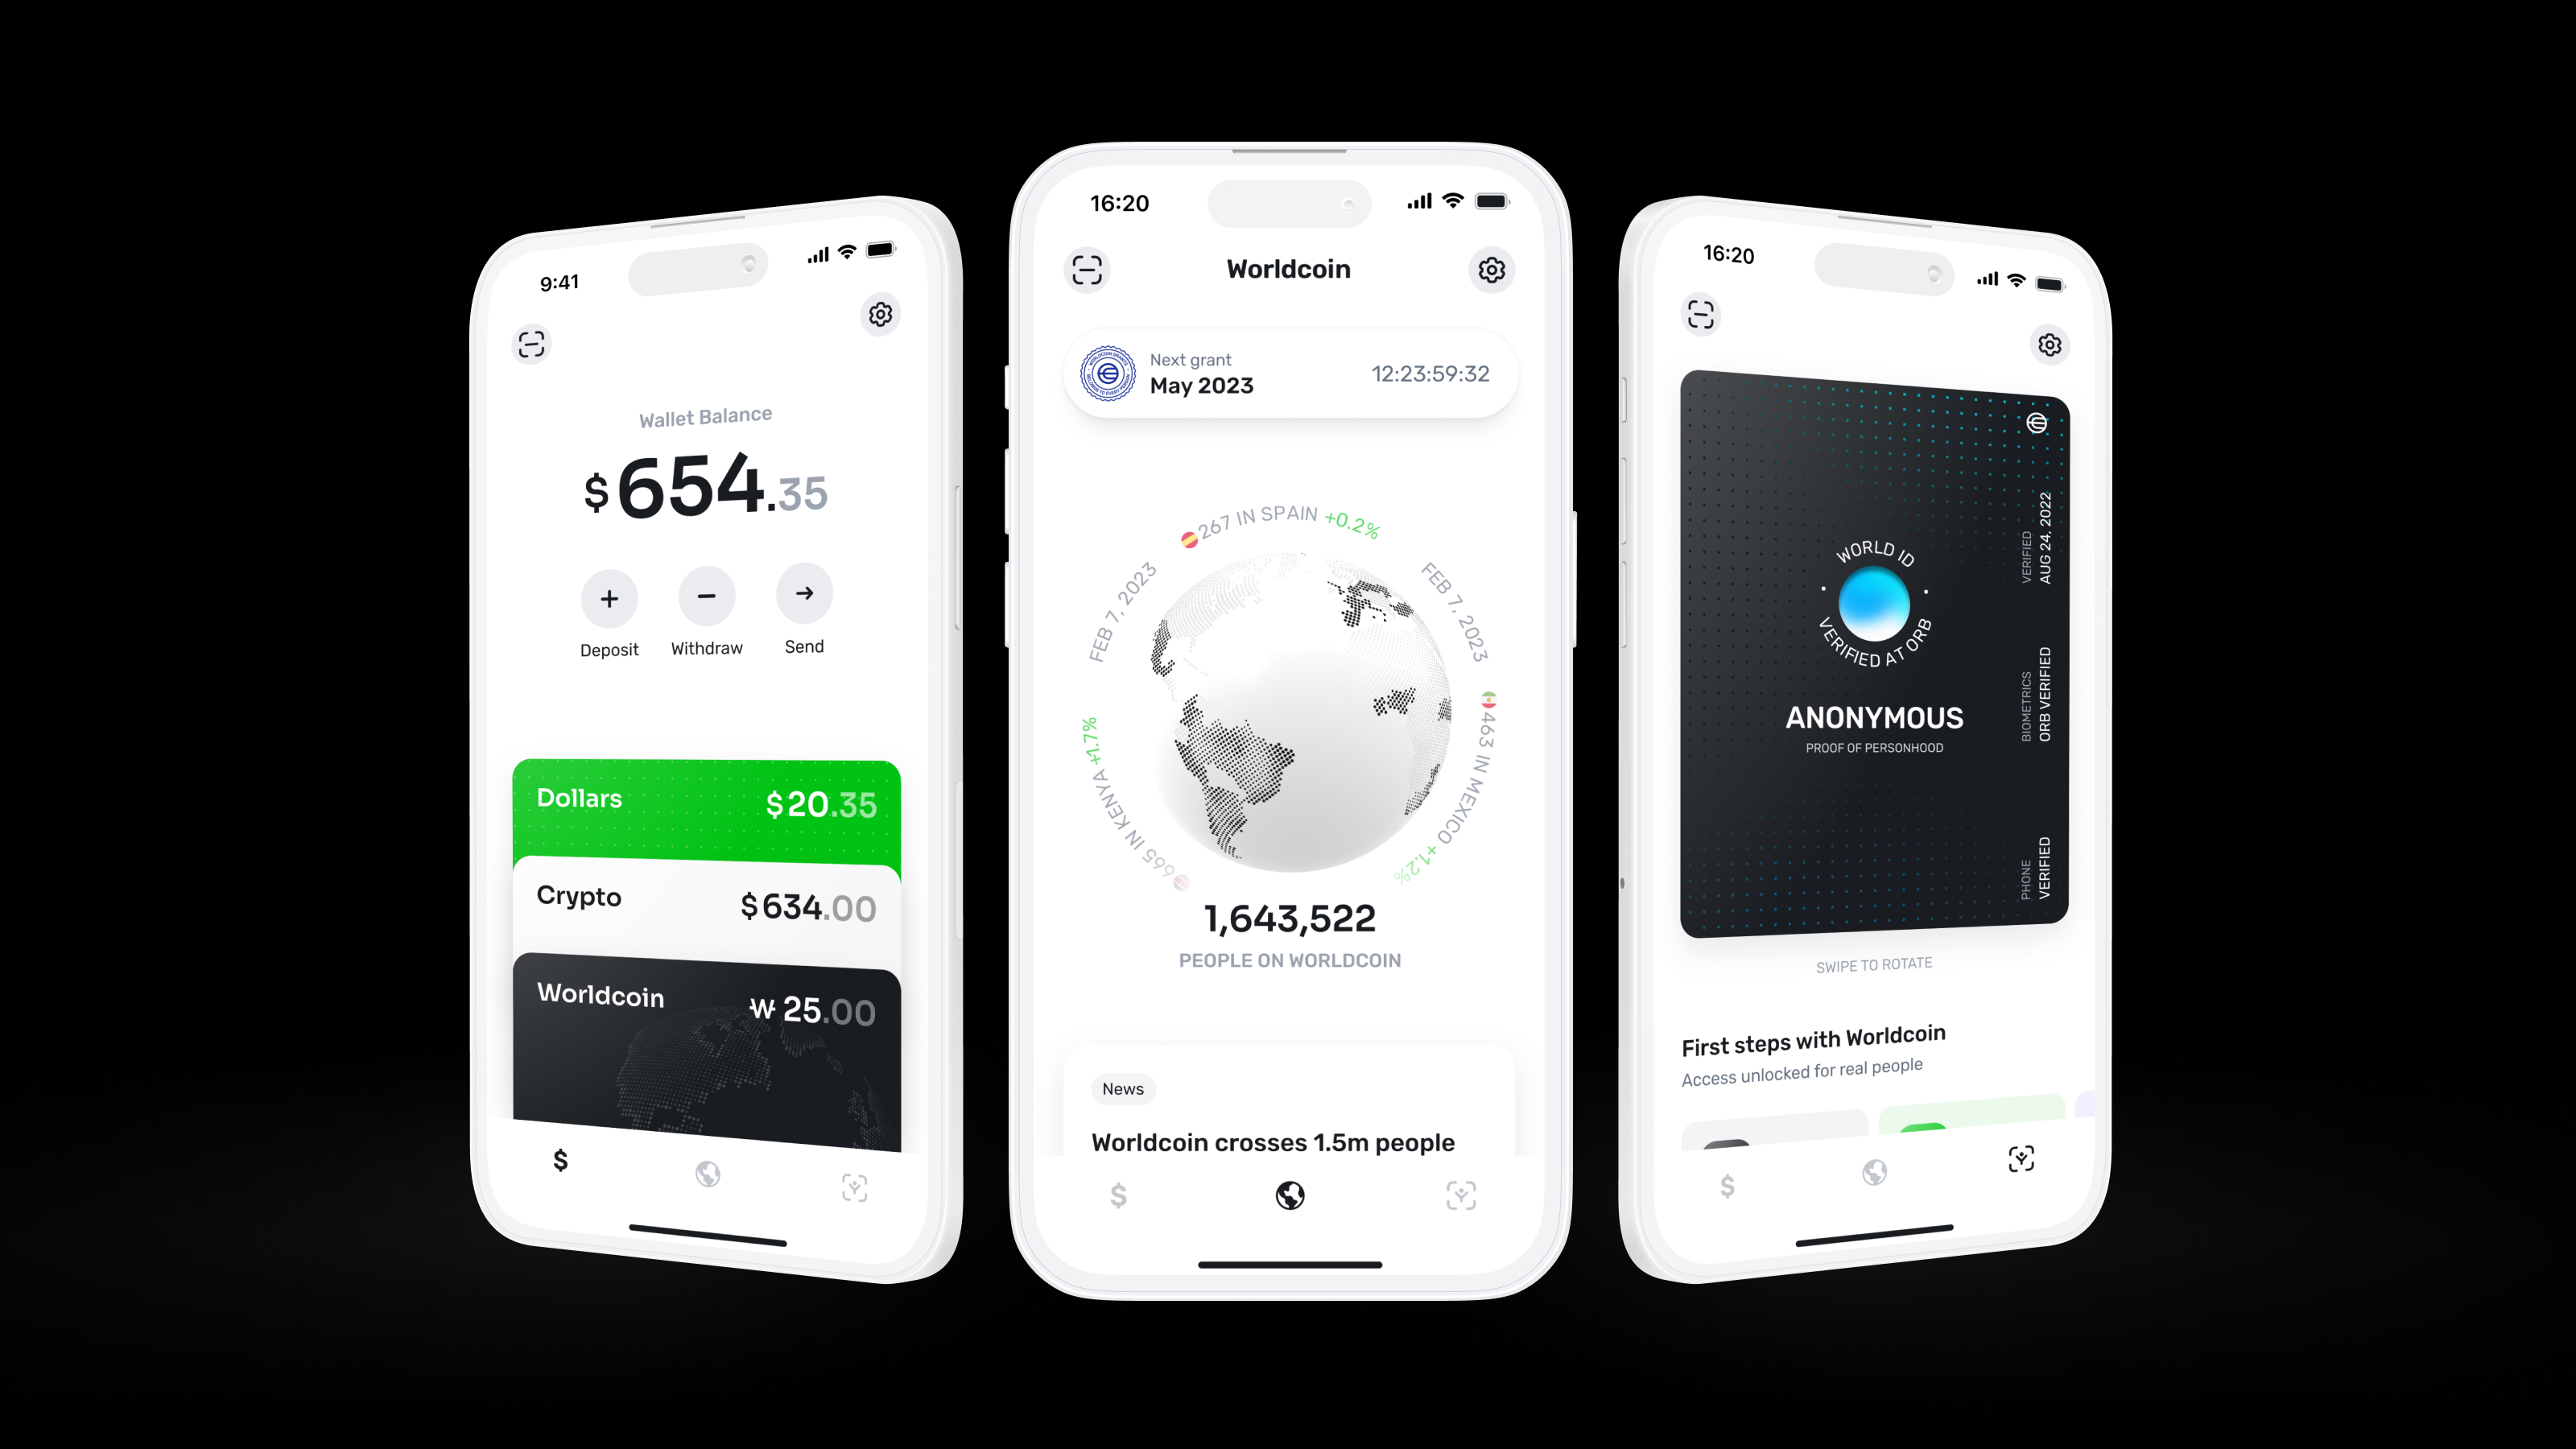 9:41
Wallet Balance
$654.35
Deposit
Withdraw
Send
Dollars
$20.35
Crypto
$634.00
Worldcoin
₩ 25.00
$
16:20
Worldcoin
WORLDCOIN GRANTS
Next grant
May 2023
12:23:59:32
267 IN SPAIN +0.2%
FEB 7, 2023
FEB 7, 2023
463 IN MEXICO +1.2%
665 IN KENYA +1.7%
1,643,522
PEOPLE ON WORLDCOIN
News
Worldcoin crosses 1.5m people
$
16:20
WORLD ID
VERIFIED AT ORB
ANONYMOUS
PROOF OF PERSONHOOD
VERIFIED
AUG 24, 2022
BIOMETRICS
ORB VERIFIED
PHONE
VERIFIED
SWIPE TO ROTATE
First steps with Worldcoin
Access unlocked for real people
$